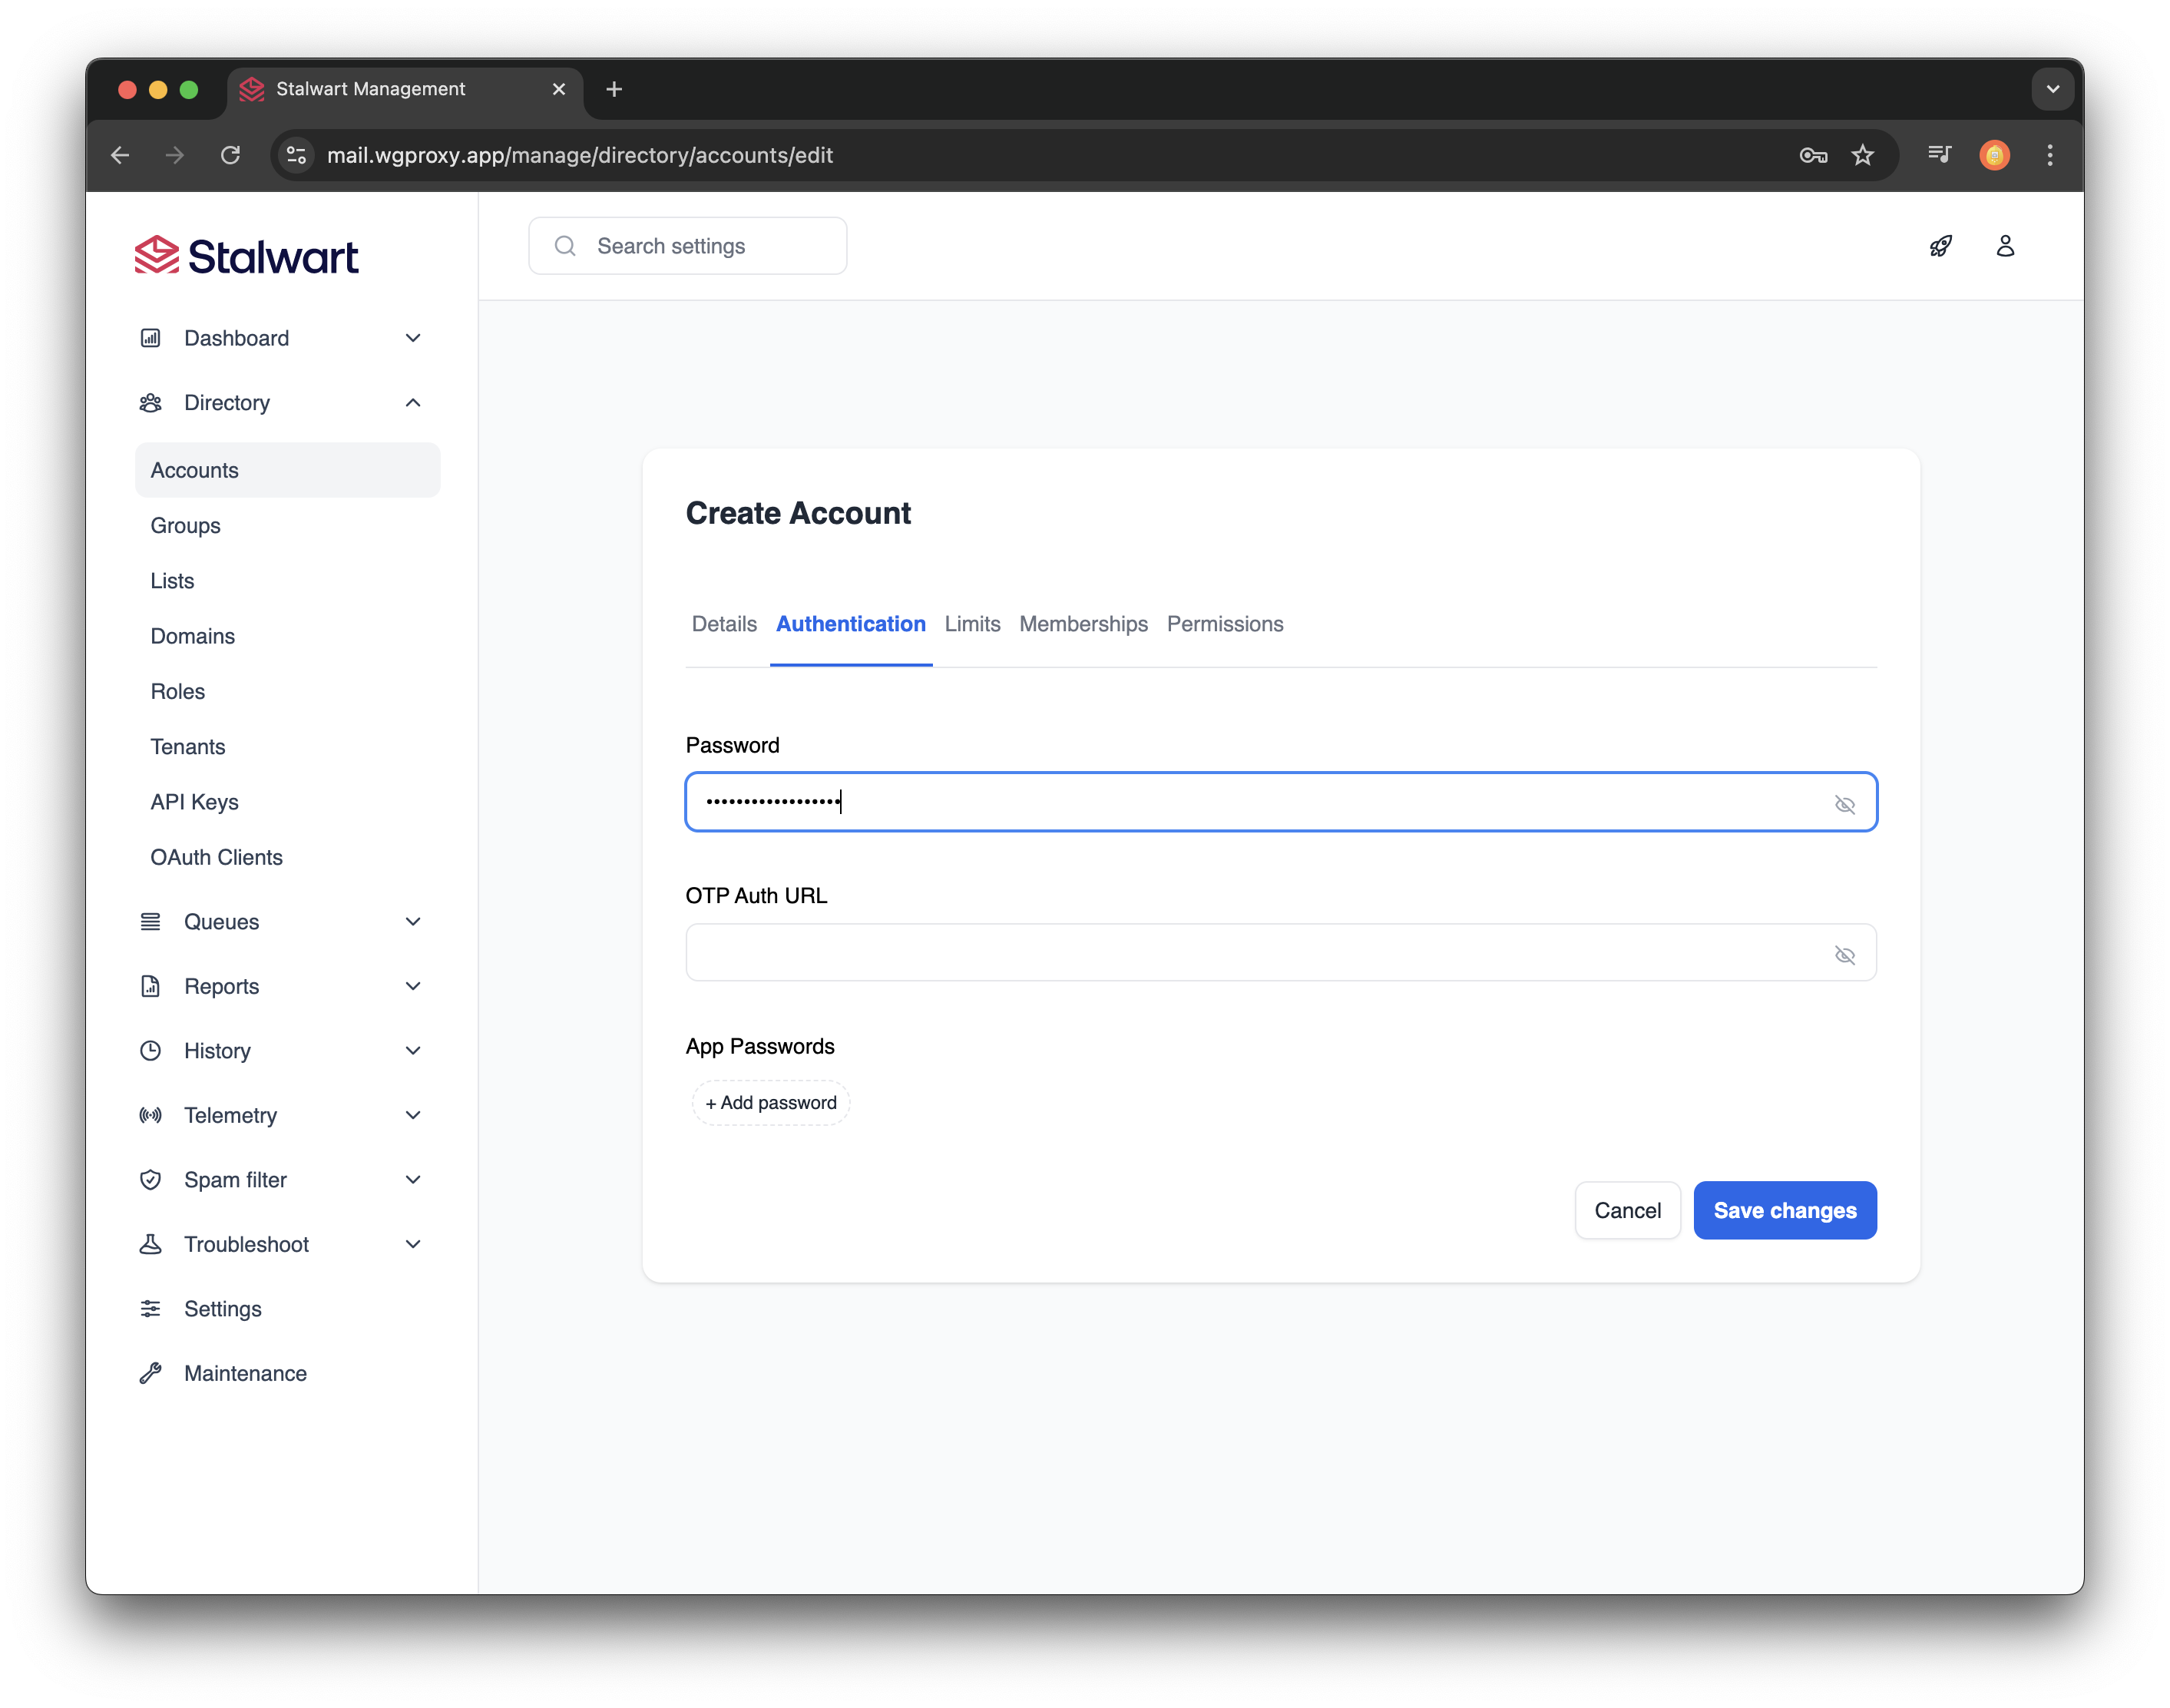 Stalwart Management
mail.wgproxy.app/manage/directory/accounts/edit
Stalwart
Search settings
Dashboard
Directory
Accounts
Groups
Lists
Domains
Roles
Tenants
API Keys
OAuth Clients
Queues
Reports
History
Telemetry
Spam filter
Troubleshoot
Settings
Maintenance
Create Account
Details Authentication Limits Memberships Permissions
Password
••••••••••••••••••
OTP Auth URL
App Passwords
+ Add password
Cancel Save changes